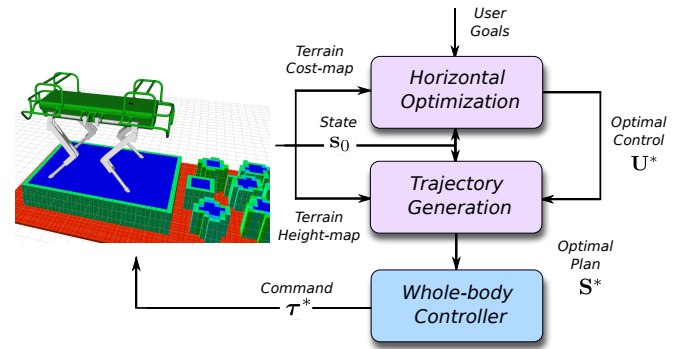 User
Goals
Terrain
Cost-map
Horizontal
Optimization
State
s₀
Optimal
Control
U*
Trajectory
Generation
Terrain
Height-map
Optimal
Plan
S*
Command
τ*
Whole-body
Controller